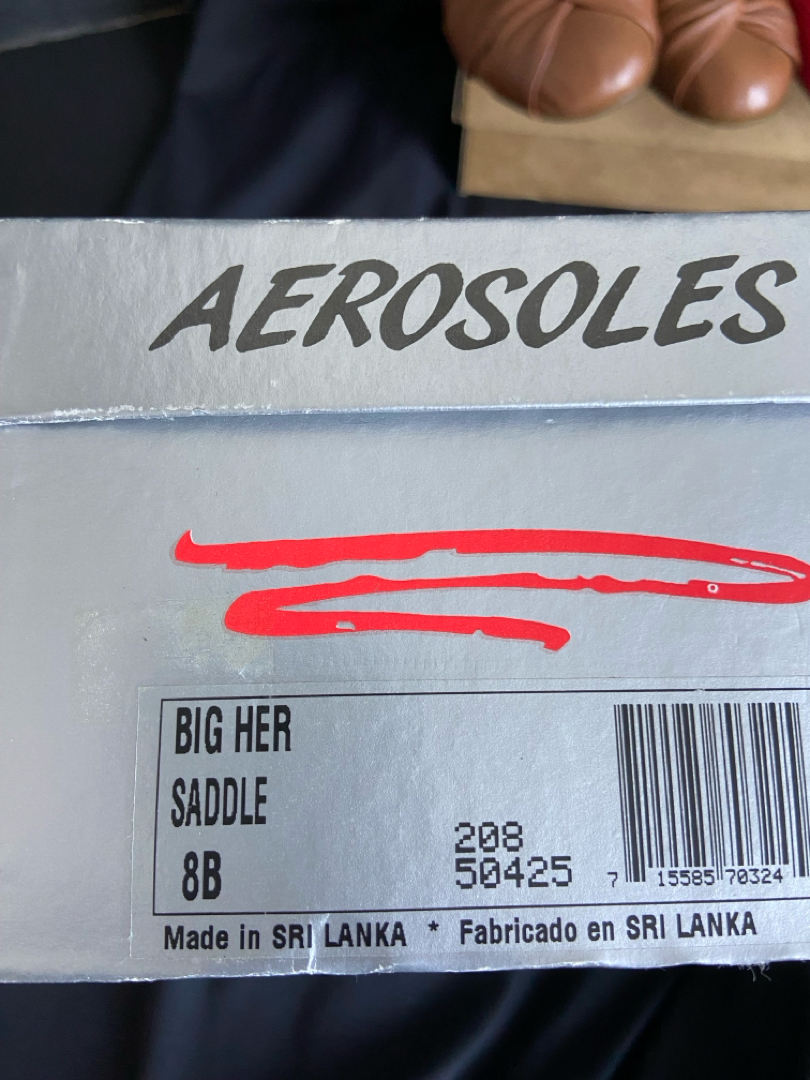 AEROSOLES
BIG HER
SADDLE
8B
208
50425
7 15585 70324
Made in SRI LANKA * Fabricado en SRI LANKA